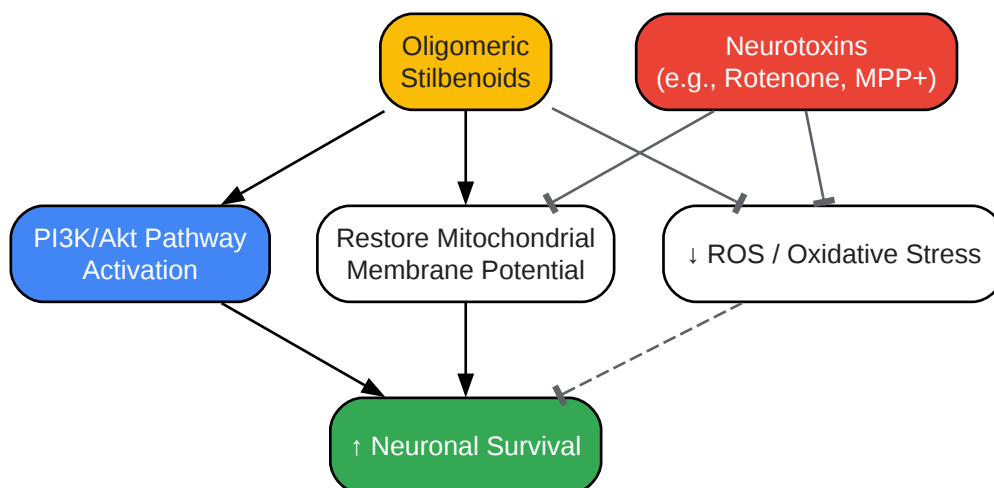 Oligomeric
Stilbenoids
Neurotoxins
(e.g., Rotenone, MPP+)
PI3K/Akt Pathway
Activation
Restore Mitochondrial
Membrane Potential
↓ ROS / Oxidative Stress
↑ Neuronal Survival